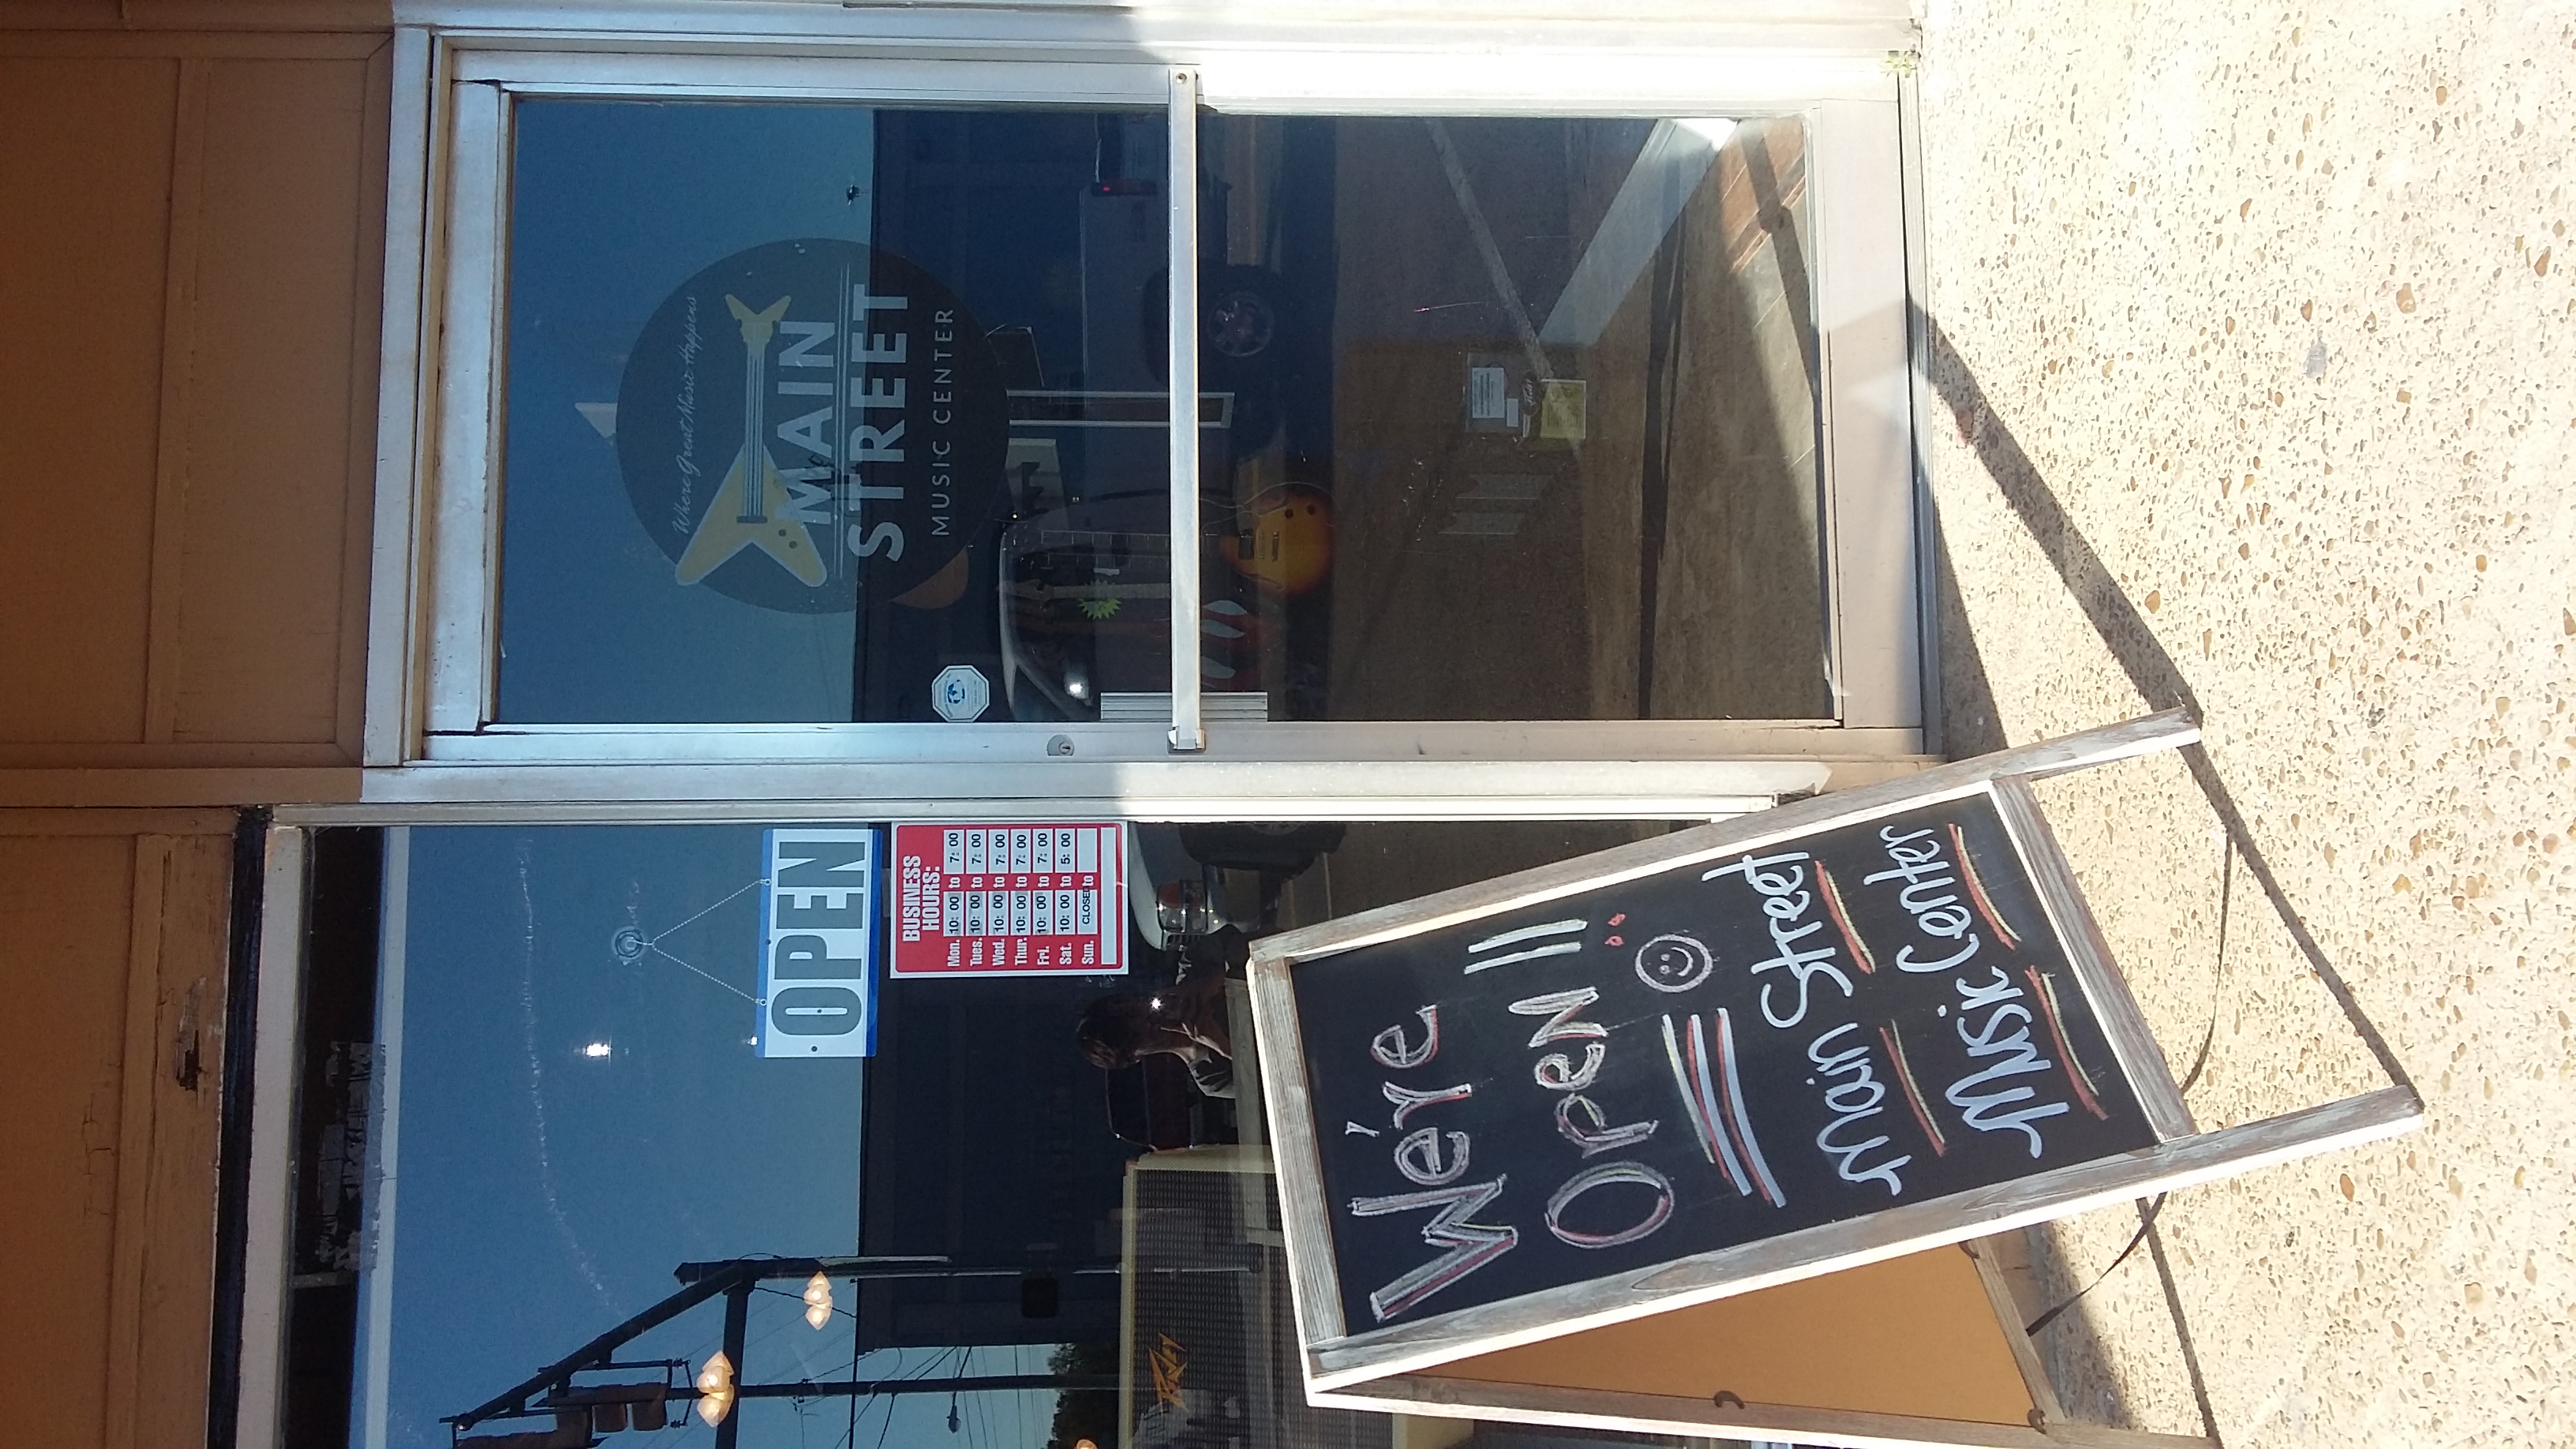 OPEN
BUSINESS
HOURS:
Mon. 10: 00 to 7: 00
Tues. 10: 00 to 7: 00
Wed. 10: 00 to 7: 00
Thur. 10: 00 to 7: 00
Fri. 10: 00 to 7: 00
Sat. 10: 00 to 5: 00
Sun. CLOSED to
Where Great Music Happens
MAIN
STREET
MUSIC CENTER
PEAVEY
We're
Open !!
Main Street
Music Center